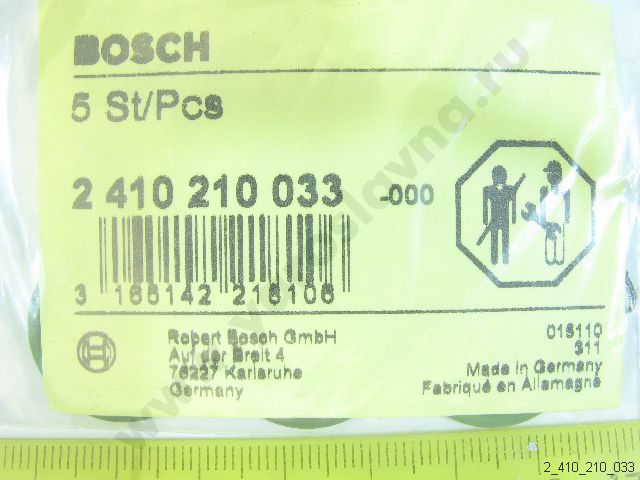 BOSCH
5 St/Pcs
2 410 210 033 -000
3 165142 216106
Robert Bosch GmbH
Auf der Breit 4
76227 Karlsruhe
Germany
015110
311
Made in Germany
Fabriqué en Allemagne
2_410_210_033